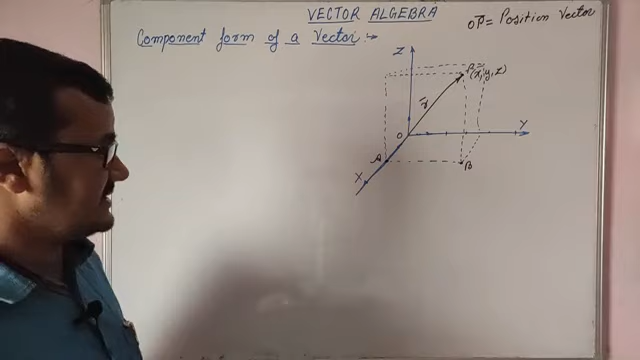 VECTOR ALGEBRA
OP = Position Vector
Component form of a Vector :-
Z
P(x,y,z)
r
O
Y
A
B
X